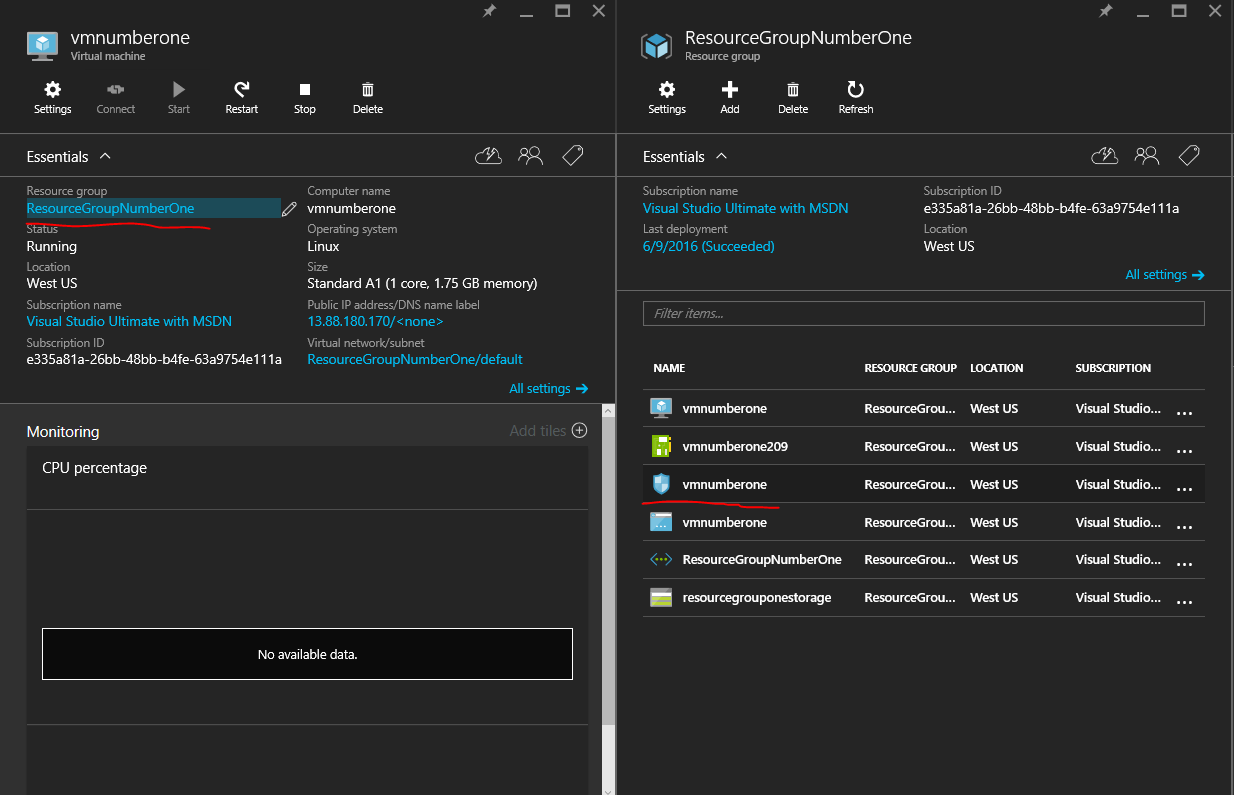 vmnumberone
Virtual machine
Settings Connect Start Restart Stop Delete
Essentials
Resource group
ResourceGroupNumberOne
Computer name
vmnumberone
Status
Running
Operating system
Linux
Location
West US
Size
Standard A1 (1 core, 1.75 GB memory)
Subscription name
Visual Studio Ultimate with MSDN
Public IP address/DNS name label
13.88.180.170/<none>
Subscription ID
e335a81a-26bb-48bb-b4fe-63a9754e111a
Virtual network/subnet
ResourceGroupNumberOne/default
All settings
Monitoring
Add tiles
CPU percentage
No available data.
ResourceGroupNumberOne
Resource group
Settings Add Delete Refresh
Essentials
Subscription name
Visual Studio Ultimate with MSDN
Subscription ID
e335a81a-26bb-48bb-b4fe-63a9754e111a
Last deployment
6/9/2016 (Succeeded)
Location
West US
All settings
Filter items...
NAME RESOURCE GROUP LOCATION SUBSCRIPTION
vmnumberone ResourceGrou... West US Visual Studio... ...
vmnumberone209 ResourceGrou... West US Visual Studio... ...
vmnumberone ResourceGrou... West US Visual Studio... ...
vmnumberone ResourceGrou... West US Visual Studio... ...
ResourceGroupNumberOne ResourceGrou... West US Visual Studio... ...
resourcegrouponestorage ResourceGrou... West US Visual Studio... ...